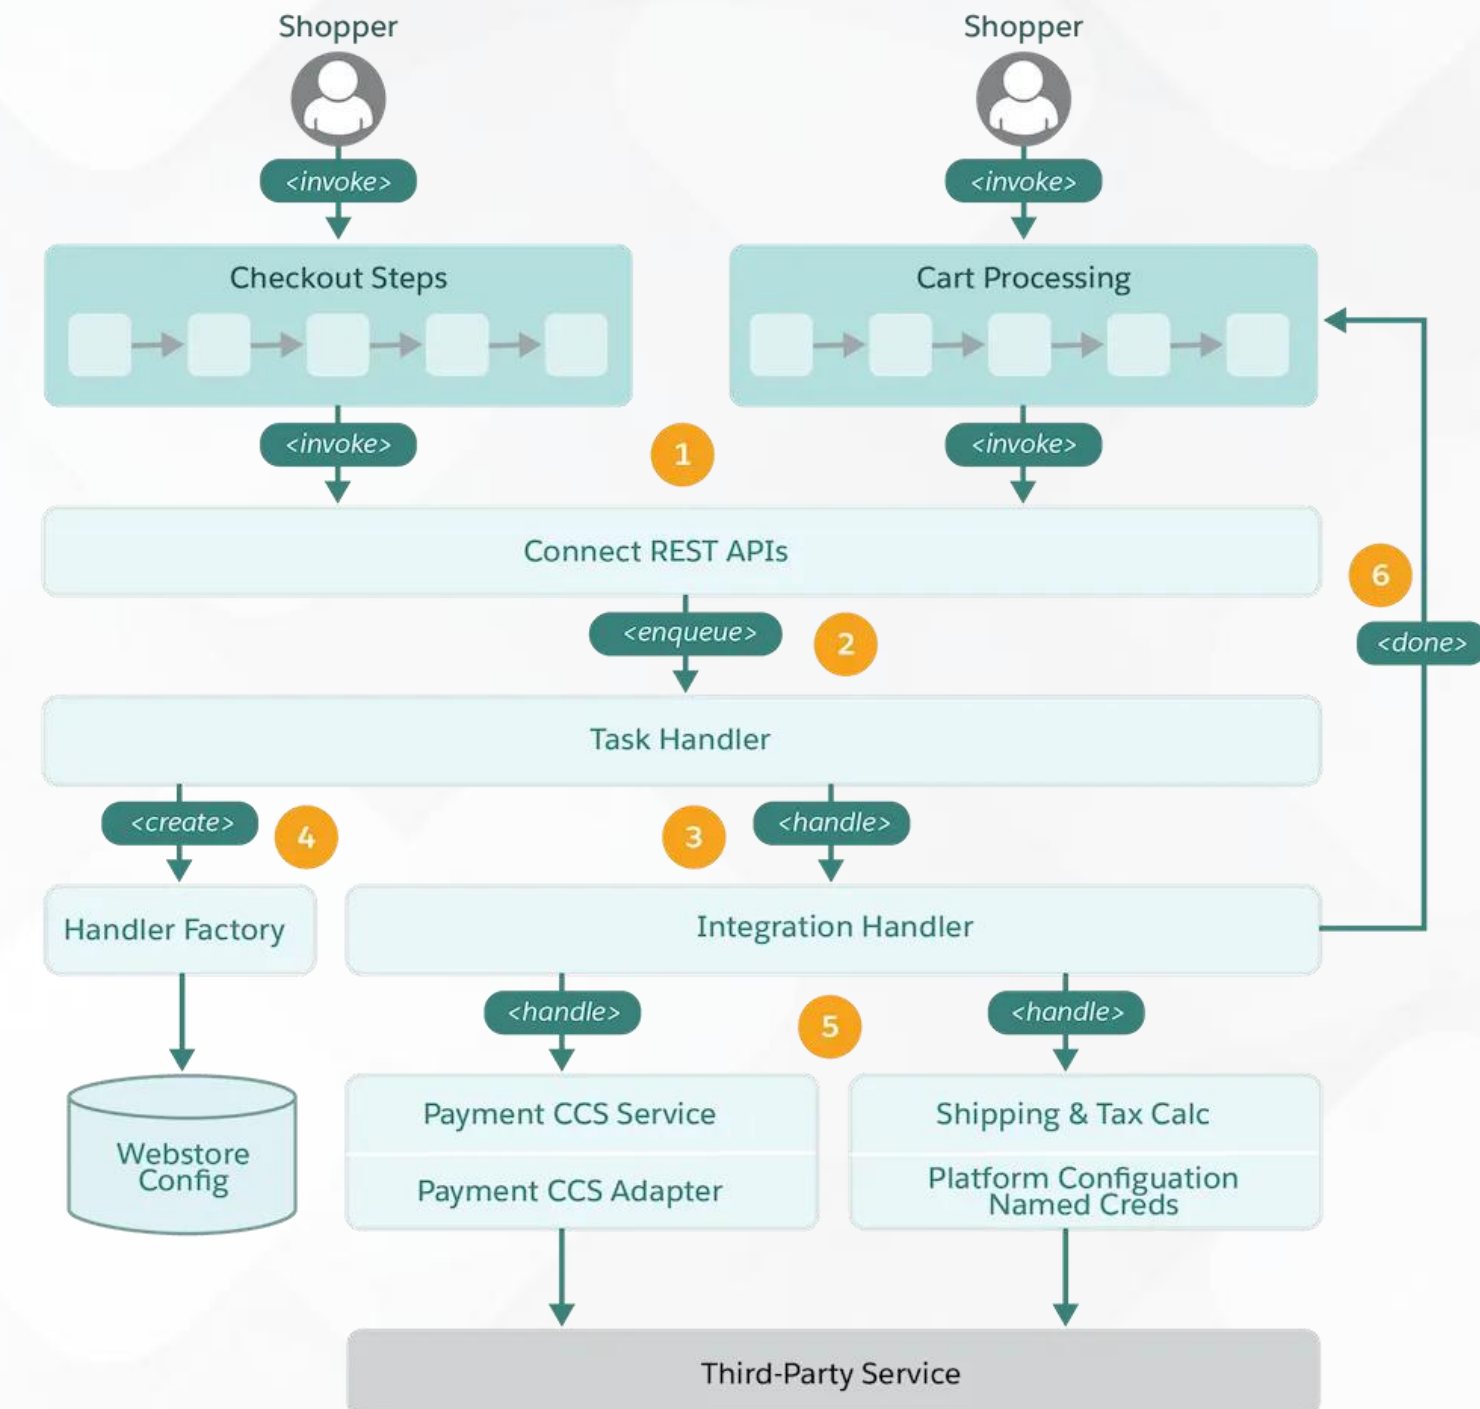 Shopper
Shopper
<invoke>
<invoke>
Checkout Steps
Cart Processing
<invoke>
1
<invoke>
Connect REST APIs
6
<enqueue>
2
<done>
Task Handler
<create>
4
3
<handle>
Handler Factory
Integration Handler
<handle>
5
<handle>
Webstore
Config
Payment CCS Service
Payment CCS Adapter
Shipping & Tax Calc
Platform Configuation
Named Creds
Third-Party Service